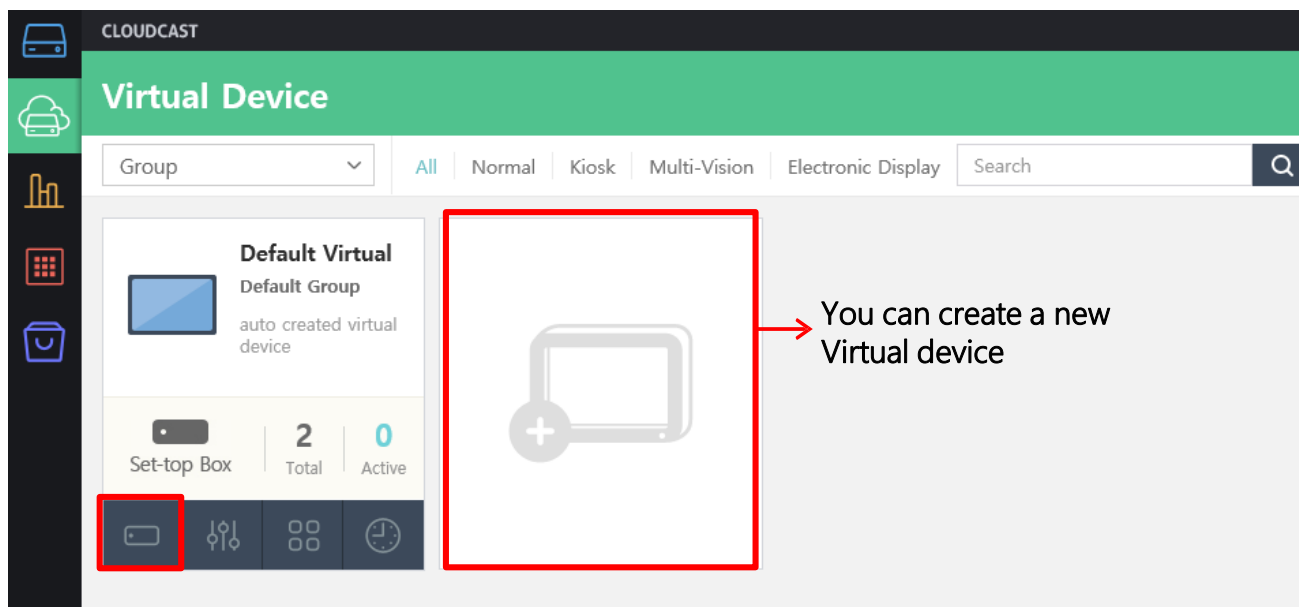 CLOUDCAST
Virtual Device
Group
All Normal Kiosk Multi-Vision Electronic Display Search
Default Virtual
Default Group
auto created virtual
device
You can create a new
Virtual device
Set-top Box
2 0
Total Active